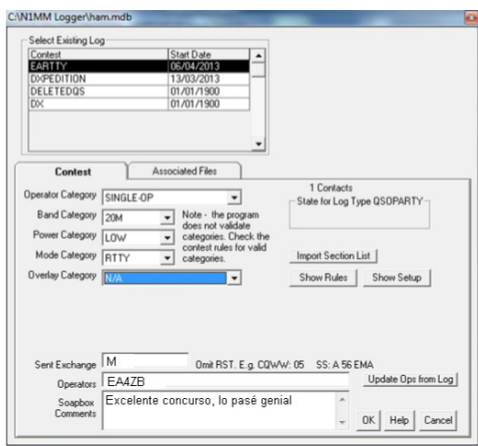 C:\N1MM Logger\ham.mdb
Select Existing Log
Contest Start Date
EARTTY 06/04/2013
DXPEDITION 13/03/2013
DELETEDQS 01/01/1900
DX 01/01/1900
Contest Associated Files
Operator Category SINGLE-OP
Band Category 20M
Power Category LOW
Mode Category RTTY
Overlay Category N/A
Note - the program
does not validate
categories. Check the
contest rules for valid
categories.
1 Contacts
State for Log Type QSOPARTY
Import Section List
Show Rules Show Setup
Sent Exchange M Omit RST. E.g. CQWW: 05 SS: A 56 EMA
Operators EA4ZB Update Ops from Log
Soapbox
Comments
Excelente concurso, lo pasé genial
OK Help Cancel